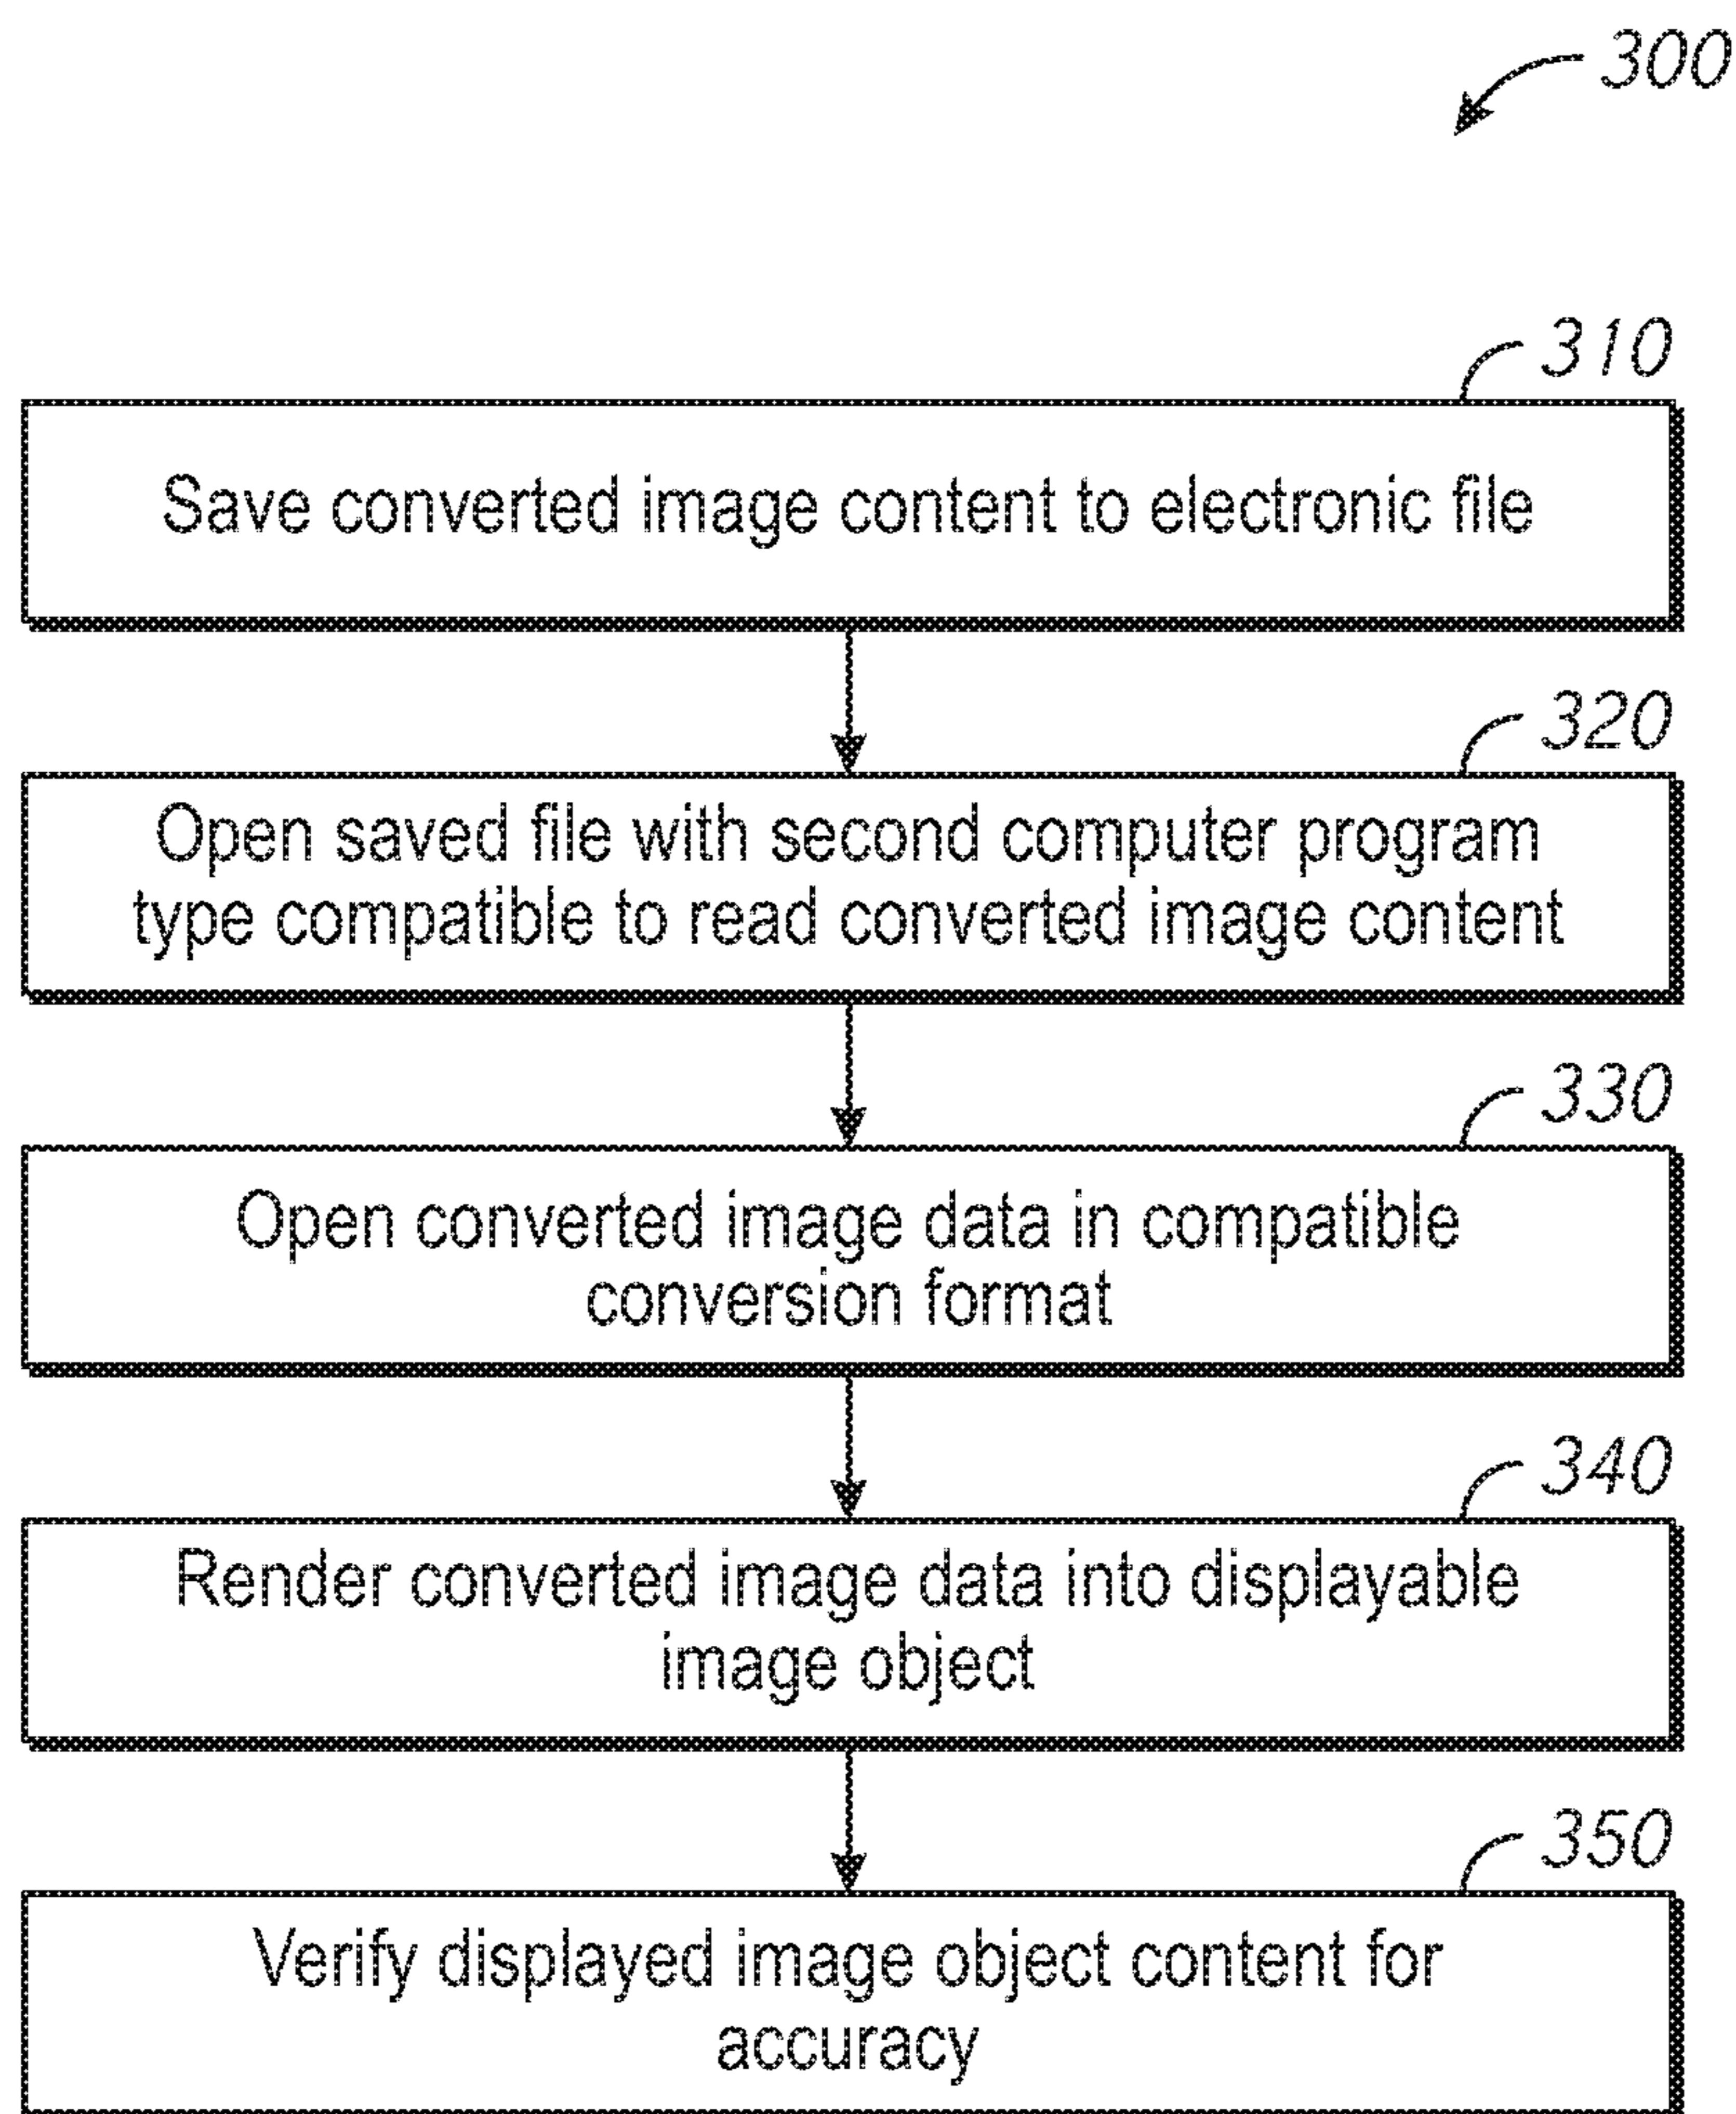 300
310
Save converted image content to electronic file
320
Open saved file with second computer program
type compatible to read converted image content
330
Open converted image data in compatible
conversion format
340
Render converted image data into displayable
image object
350
Verify displayed image object content for
accuracy